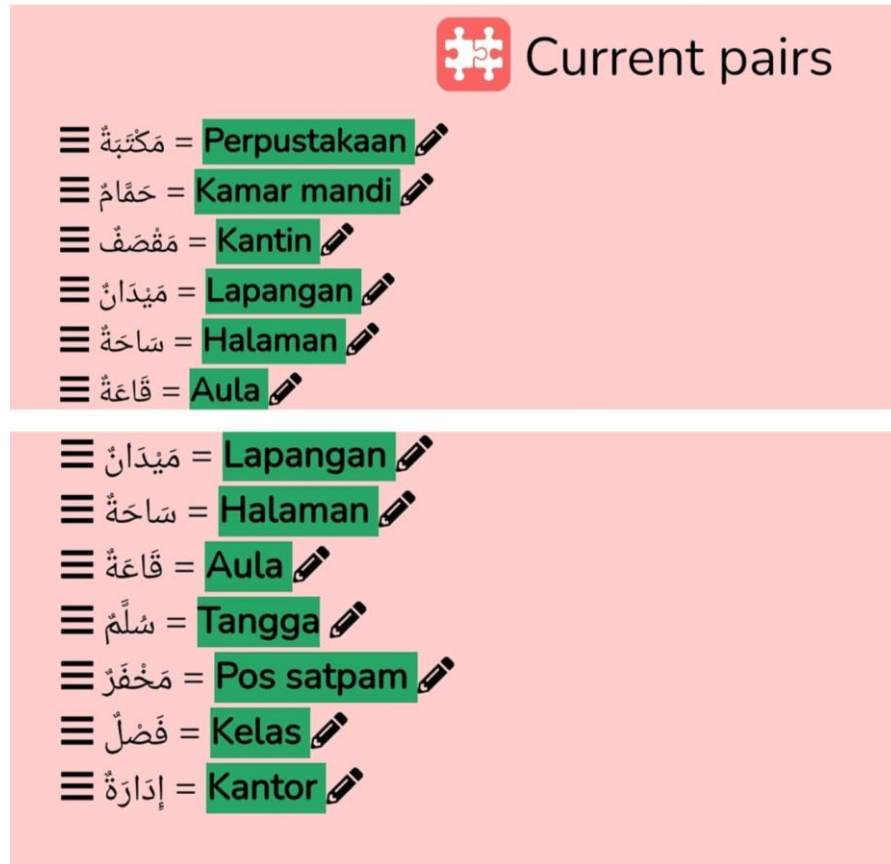 Current pairs
مَكْتَبَةٌ = Perpustakaan
حَمَّامٌ = Kamar mandi
مَقْصَفٌ = Kantin
مَيْدَانٌ = Lapangan
سَاحَةٌ = Halaman
قَاعَةٌ = Aula
مَيْدَانٌ = Lapangan
سَاحَةٌ = Halaman
قَاعَةٌ = Aula
سُلَّمٌ = Tangga
مَخْفَرٌ = Pos satpam
فَصْلٌ = Kelas
إِدَارَةٌ = Kantor